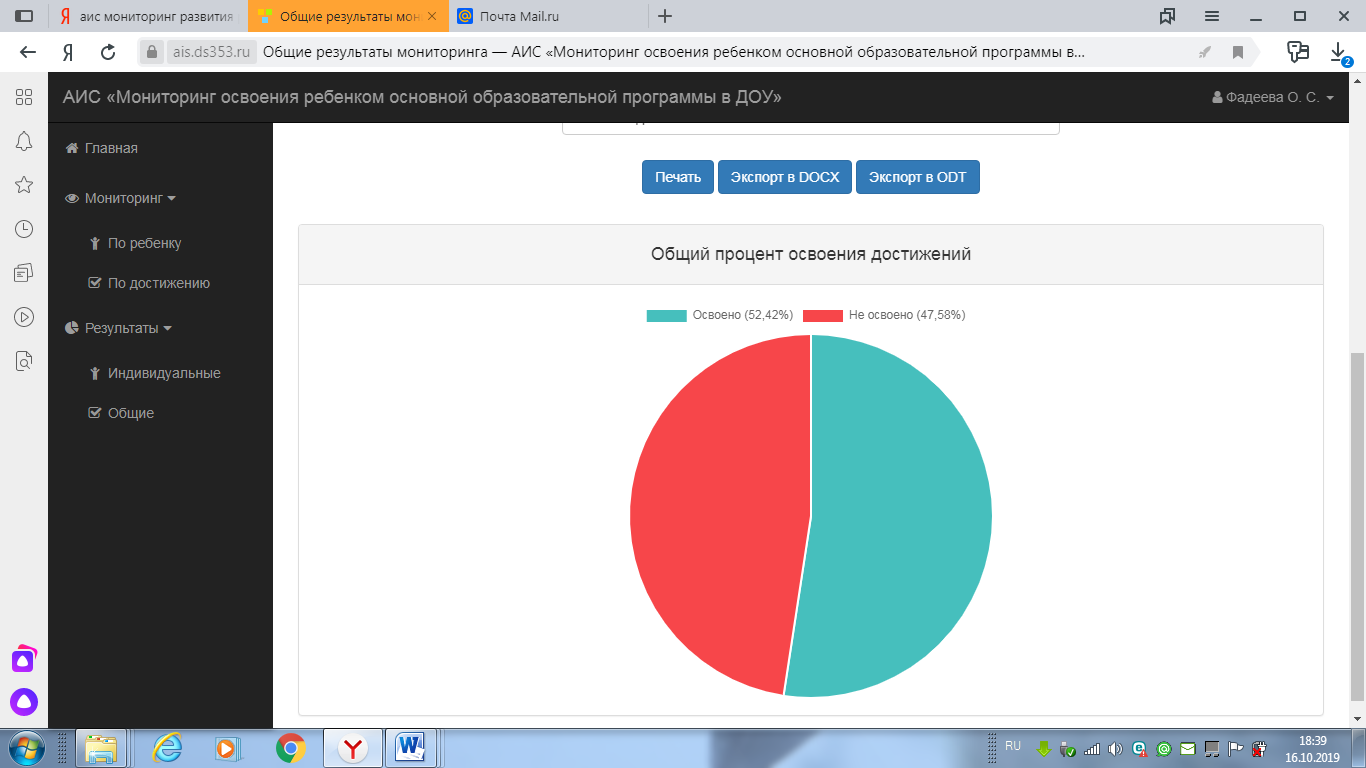 аис мониторинг развития
Общие результаты мон
Почта Mail.ru
ais.ds353.ru Общие результаты мониторинга — АИС «Мониторинг освоения ребенком основной образовательной программы в...
2
АИС «Мониторинг освоения ребенком основной образовательной программы в ДОУ»
Фадеева О. С.
Главная
Мониторинг
По ребенку
По достижению
Результаты
Индивидуальные
Общие
Печать
Экспорт в DOCX
Экспорт в ODT
Общий процент освоения достижений
Освоено (52,42%)
Не освоено (47,58%)
RU
18:39
16.10.2019